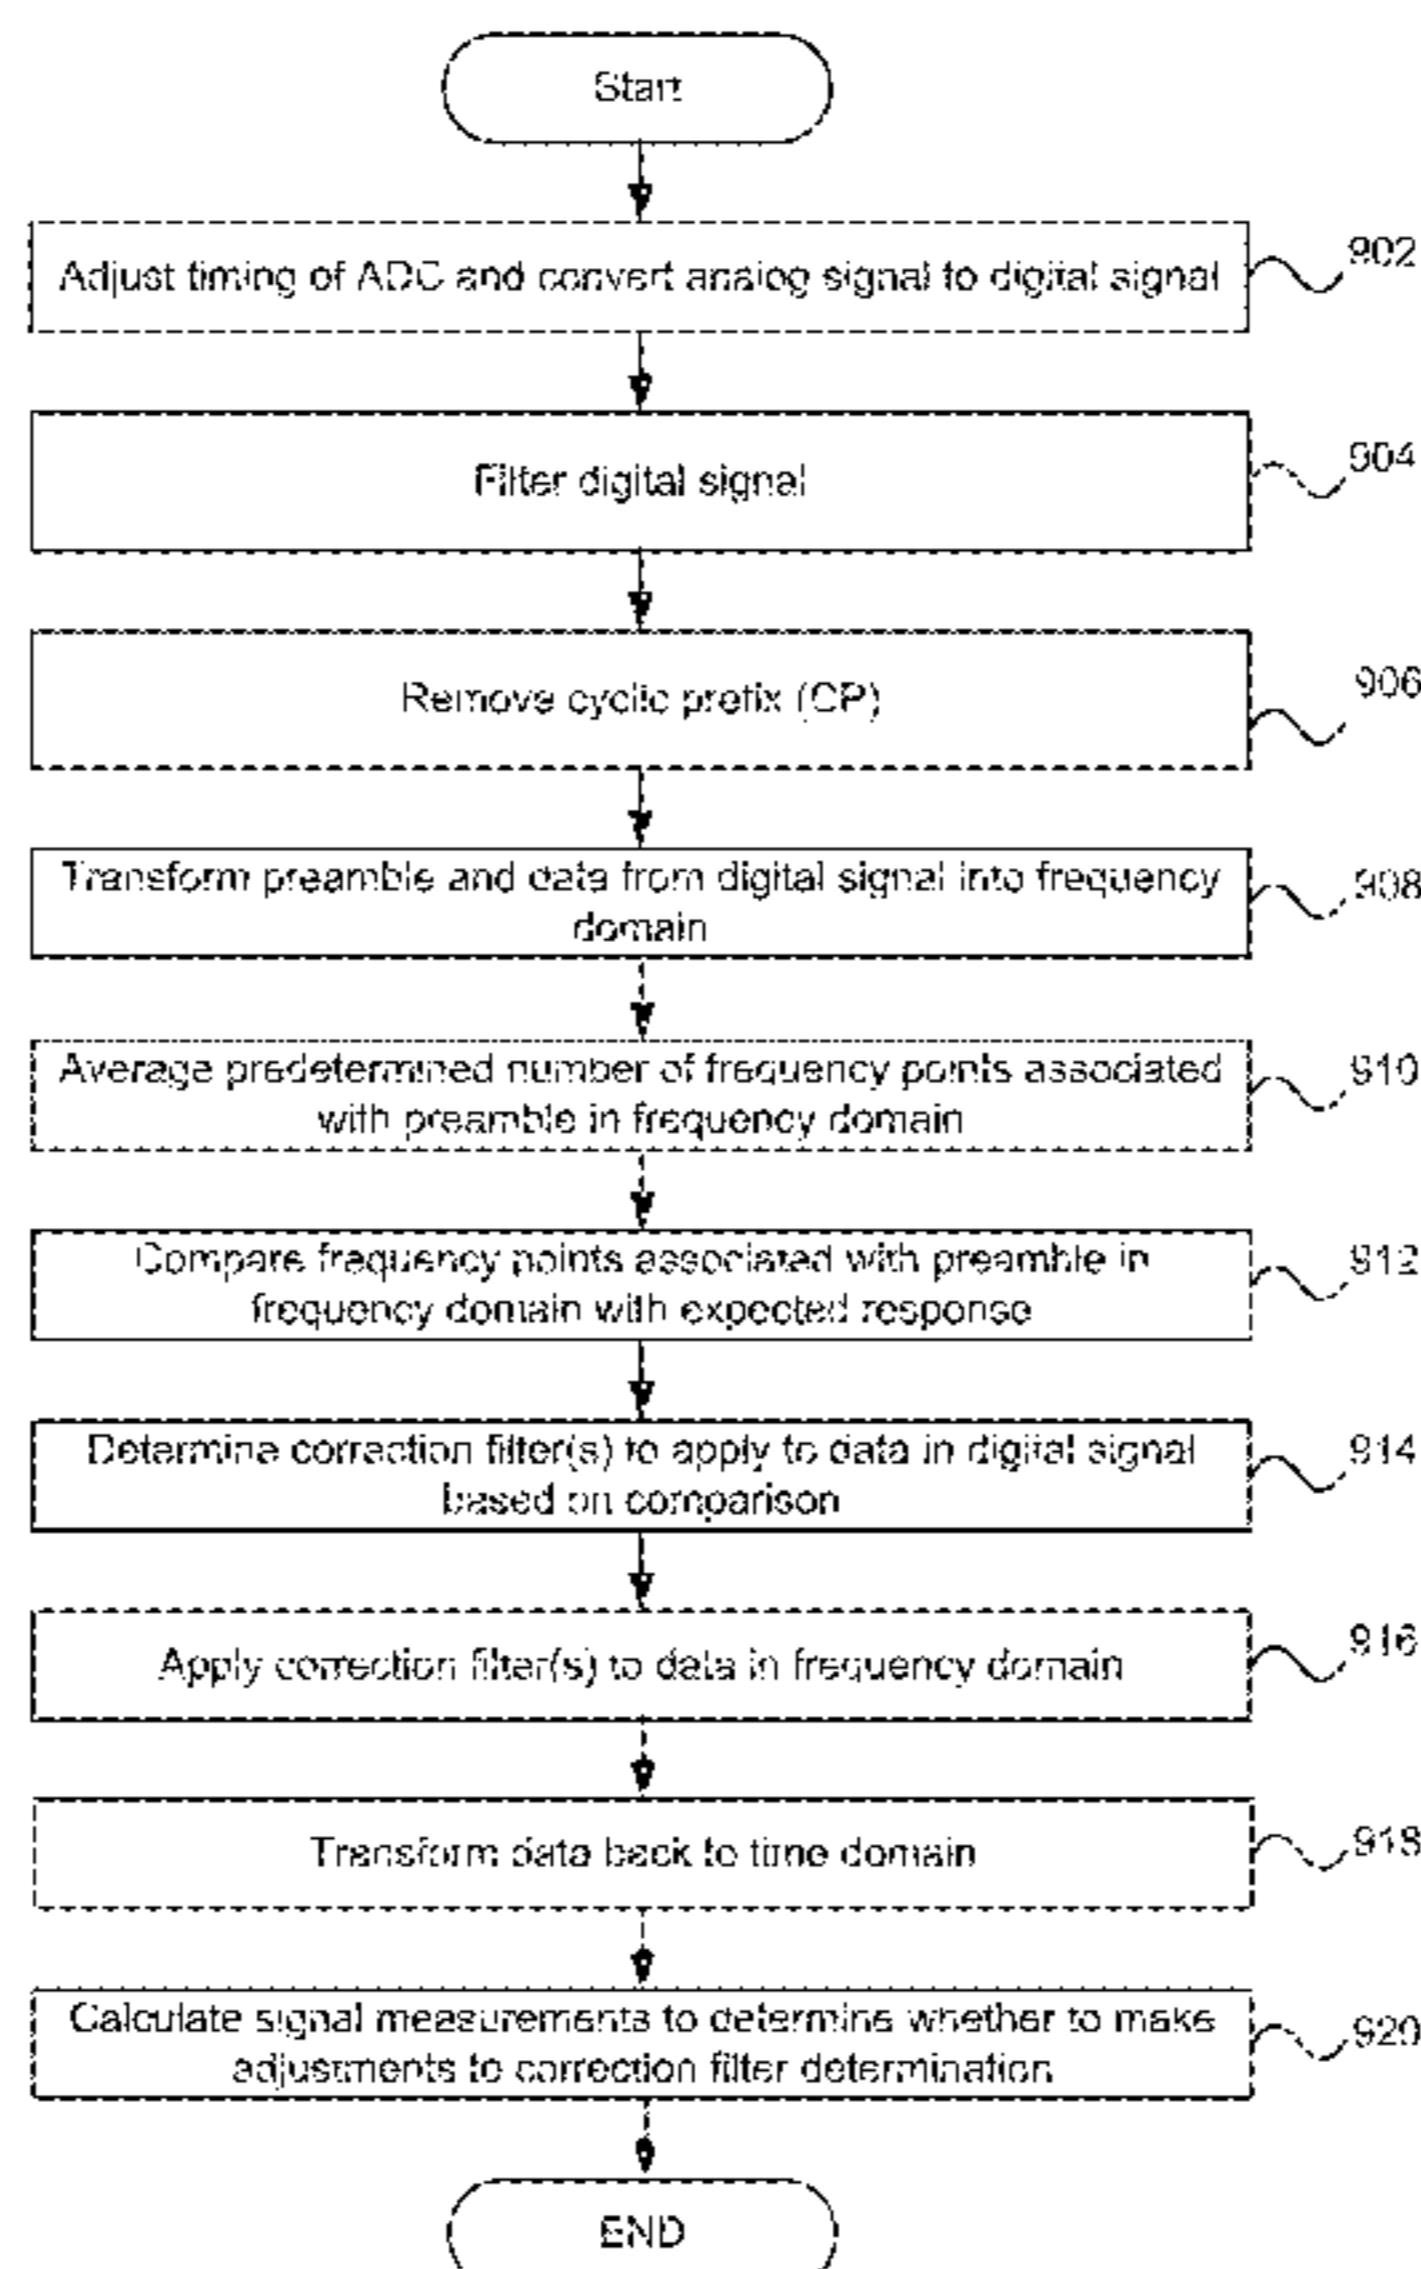 Start
Adjust timing of ADC and convert analog signal to digital signal
902
Filter digital signal
904
Remove cyclic prefix (CP)
906
Transform preamble and data from digital signal into frequency
domain
908
Average predetermined number of frequency points associated
with preamble in frequency domain
910
Compare frequency points associated with preamble in
frequency domain with expected response
912
Determine correction filter(s) to apply to data in digital signal
based on comparison
914
Apply correction filter(s) to data in frequency domain
916
Transform data back to time domain
918
Calculate signal measurements to determine whether to make
adjustments to correction filter determination
920
END